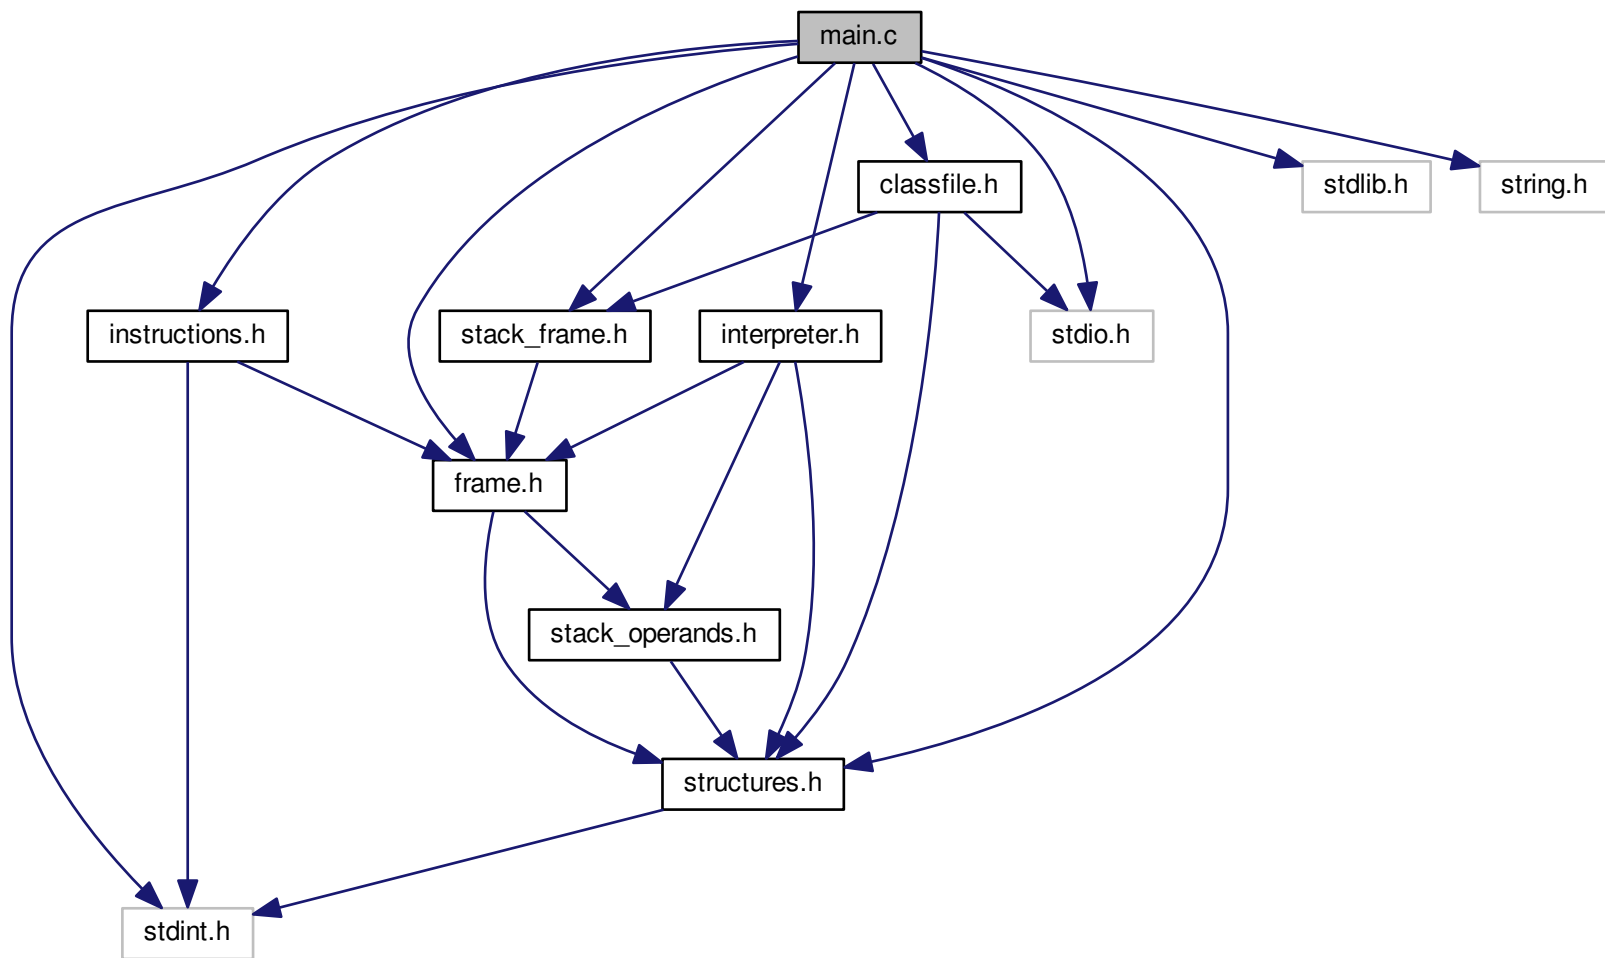 main.c
classfile.h
stdlib.h
string.h
instructions.h
stack_frame.h
interpreter.h
stdio.h
frame.h
stack_operands.h
structures.h
stdint.h